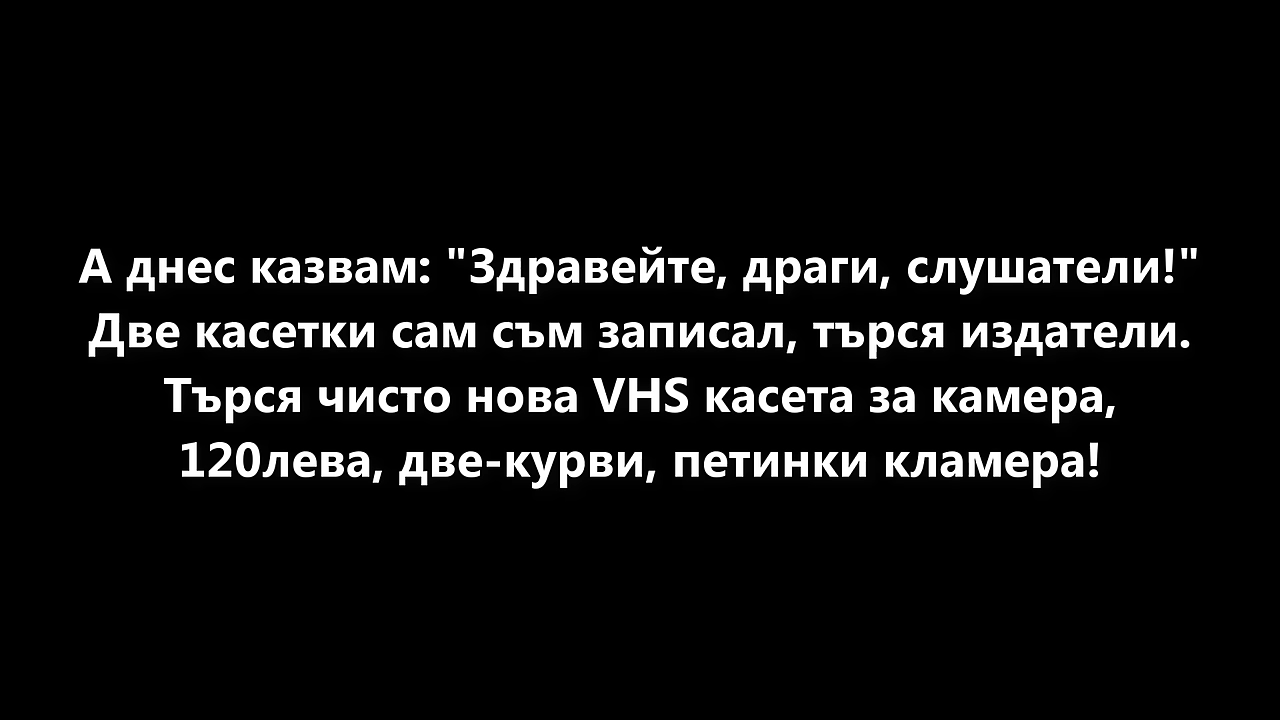 А днес казвам: "Здравейте, драги, слушатели!"
Две касетки сам съм записал, търся издатели.
Търся чисто нова VHS касета за камера,
120лева, две-курви, петинки кламера!